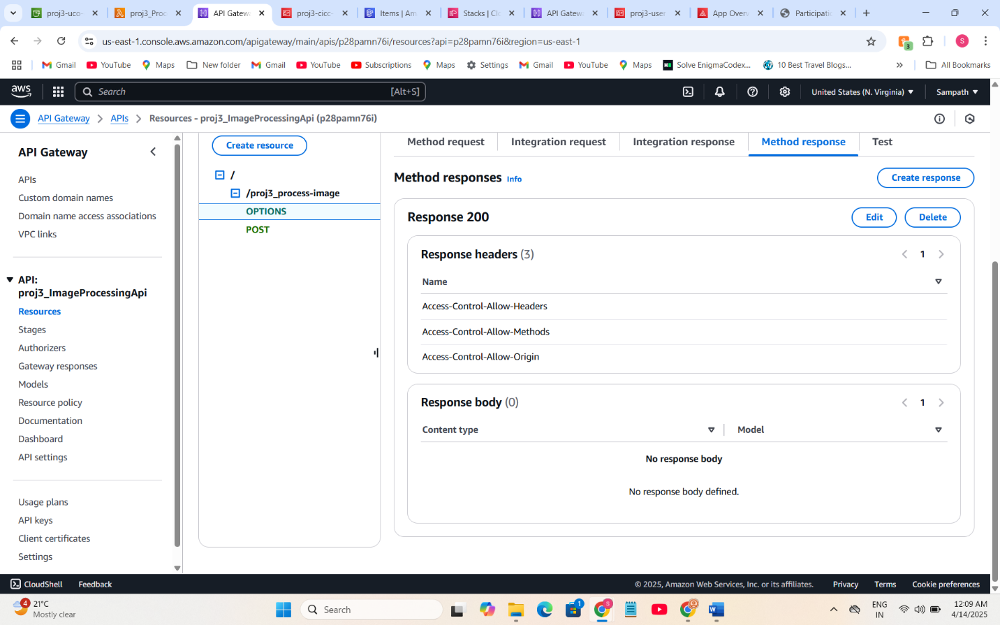 proj3-uco-
proj3_Proc
API Gatew
proj3-cicc-
Items | Am
Stacks | Clo
API Gatew
proj3-user
App Over
Participatio
us-east-1.console.aws.amazon.com/apigateway/main/apis/p28pamn76i/resources?api=p28pamn76i&region=us-east-1
3
S
Gmail
YouTube
Maps
New folder
Gmail
YouTube
Subscriptions
Maps
Settings
Gmail
YouTube
Maps
Solve EnigmaCodex...
10 Best Travel Blogs...
»
All Bookmarks
aws
Search
[Alt+S]
United States (N. Virginia)
Sampath
API Gateway
APIs
Resources - proj3_ImageProcessingApi (p28pamn76i)
API Gateway
APIs
Custom domain names
Domain name access associations
VPC links
API:
proj3_ImageProcessingApi
Resources
Stages
Authorizers
Gateway responses
Models
Resource policy
Documentation
Dashboard
API settings
Usage plans
API keys
Client certificates
Settings
Create resource
/
/proj3_process-image
OPTIONS
POST
Method request
Integration request
Integration response
Method response
Test
Method responses Info
Create response
Response 200
Edit
Delete
Response headers (3)
1
Name
Access-Control-Allow-Headers
Access-Control-Allow-Methods
Access-Control-Allow-Origin
Response body (0)
1
Content type
Model
No response body
No response body defined.
CloudShell
Feedback
© 2025, Amazon Web Services, Inc. or its affiliates.
Privacy
Terms
Cookie preferences
4
21°C
Mostly clear
Search
1
S
ENG
IN
12:09 AM
4/14/2025